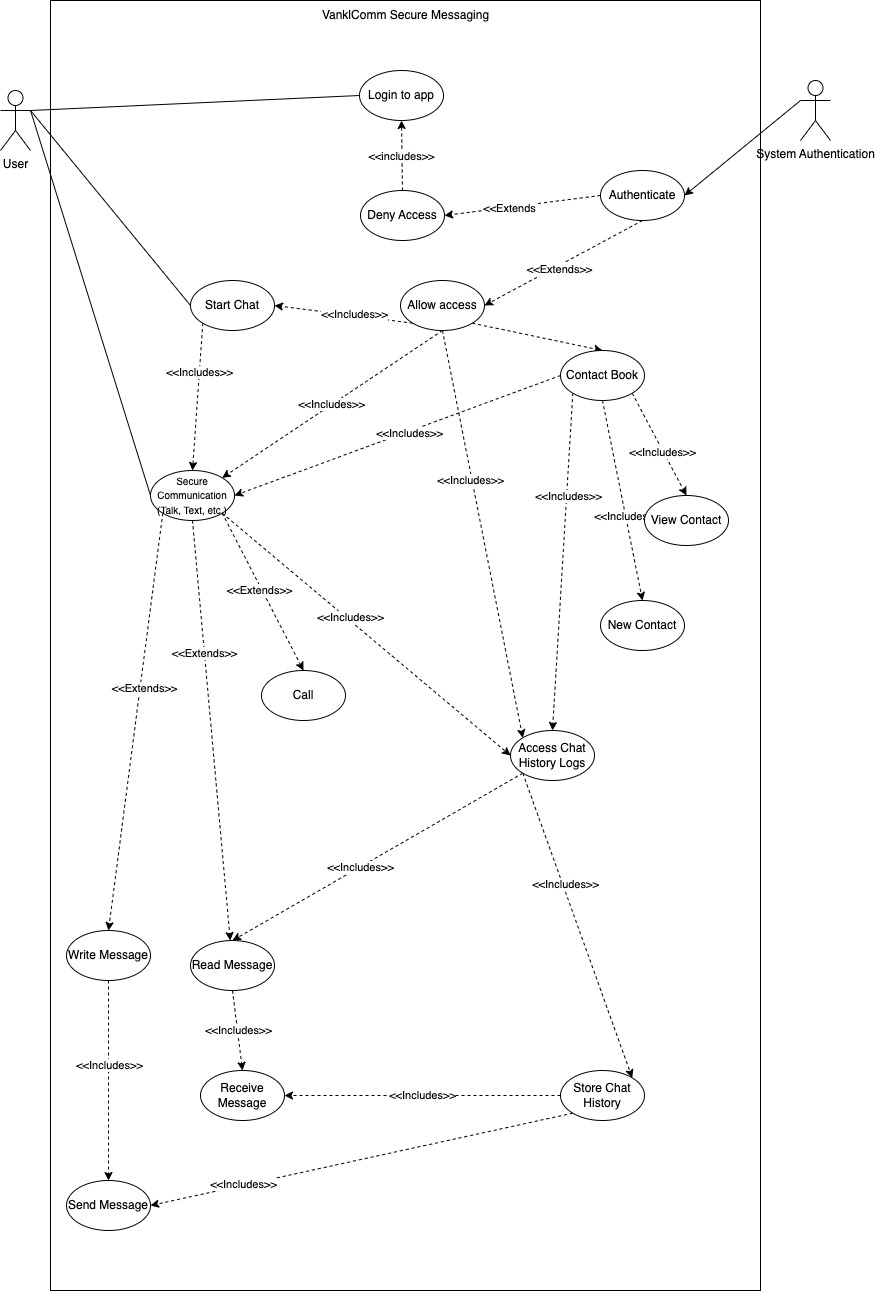 VanklComm Secure Messaging
Login to app
<<includes>>
User
System Authentication
Authenticate
Deny Access
<<Extends
<<Extends>>
Start Chat
Allow access
<<Includes>>
Contact Book
<<Includes>>
<<Includes>>
<<Includes>>
<<Includes>>
Secure
Communication
(Talk, Text, etc.)
<<Includes>>
<<Includes>>
<<Includes
View Contact
<<Extends>>
<<Includes>>
New Contact
<<Extends>>
<<Extends>>
Call
Access Chat
History Logs
<<Includes>>
<<Includes>>
Write Message
Read Message
<<Includes>>
<<Includes>>
Receive
Message
<<Includes>>
Store Chat
History
<<Includes>>
Send Message